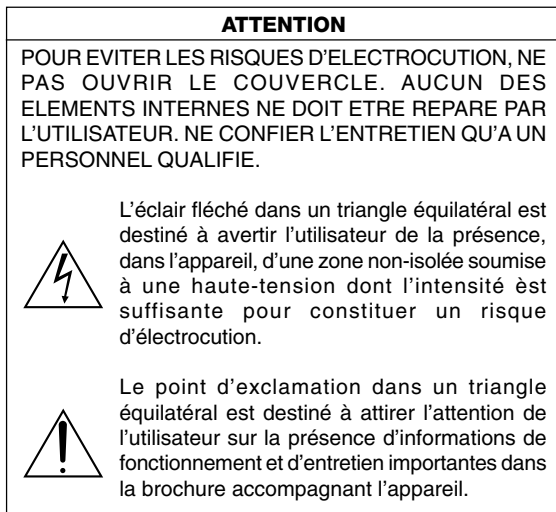 ATTENTION
POUR EVITER LES RISQUES D'ELECTROCUTION, NE
PAS OUVRIR LE COUVERCLE. AUCUN DES
ELEMENTS INTERNES NE DOIT ETRE REPARE PAR
L'UTILISATEUR. NE CONFIER L'ENTRETIEN QU'A UN
PERSONNEL QUALIFIE.
L'éclair fléché dans un triangle équilatéral est
destiné à avertir l'utilisateur de la présence,
dans l'appareil, d'une zone non-isolée soumise
à une haute-tension dont l'intensité èst
suffisante pour constituer un risque
d'électrocution.
Le point d'exclamation dans un triangle
équilatéral est destiné à attirer l'attention de
l'utilisateur sur la présence d'informations de
fonctionnement et d'entretien importantes dans
la brochure accompagnant l'appareil.